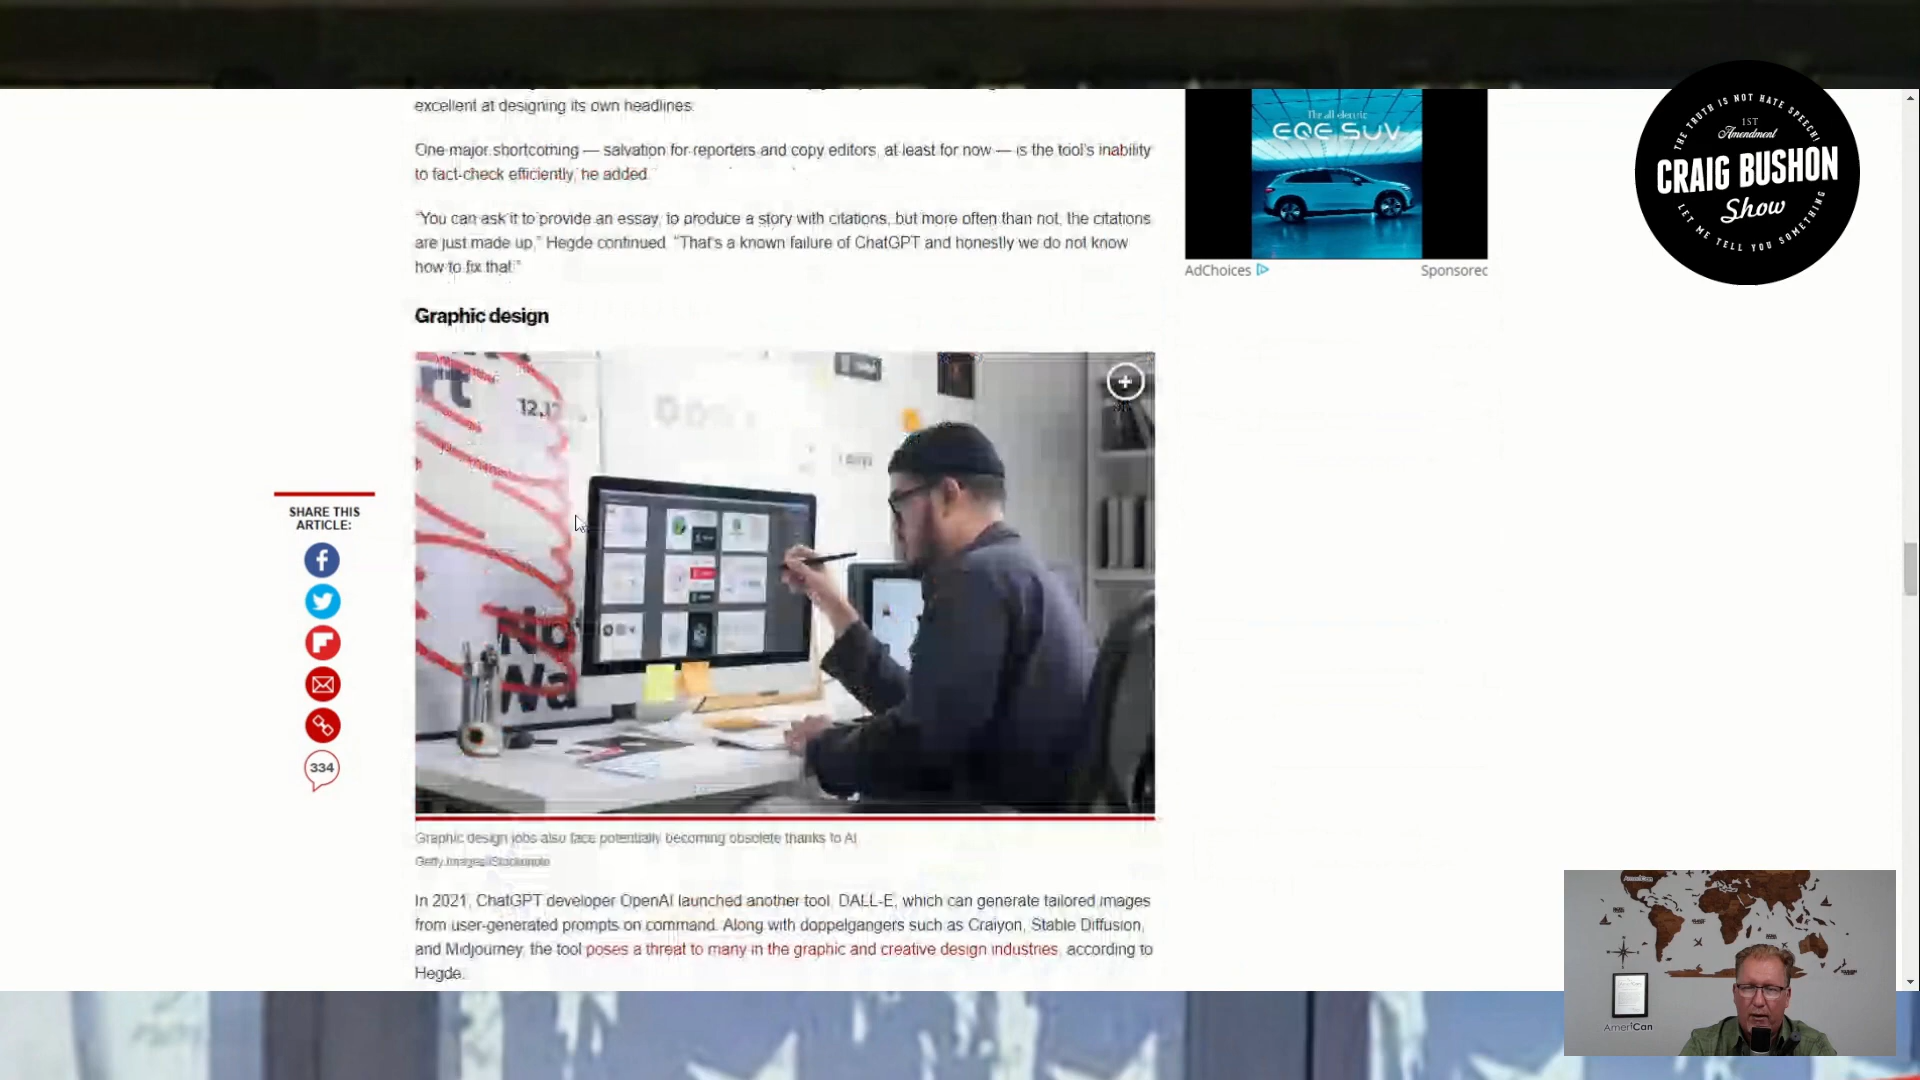 excellent at designing its own headlines.
One major shortcoming — salvation for reporters and copy editors, at least for now — is the tool's inability
to fact-check efficiently, he added.
“You can ask it to provide an essay, to produce a story with citations, but more often than not, the citations
are just made up,” Hegde continued. “That's a known failure of ChatGPT and honestly we do not know
how to fix that.”
Graphic design
12,17
No
Wa
SHARE THIS
ARTICLE:
334
Graphic design jobs also face potentially becoming obsolete thanks to AI
Getty Images/iStockphoto
In 2021, ChatGPT developer OpenAI launched another tool, DALL-E, which can generate tailored images
from user-generated prompts on command. Along with doppelgangers such as Craiyon, Stable Diffusion,
and Midjourney, the tool poses a threat to many in the graphic and creative design industries, according to
Hegde.
The all-electric
EQE SUV
AdChoices
Sponsored
THE TRUTH IS NOT HATE SPEECH!
1ST
Amendment
CRAIG BUSHON
Show
LET ME TELL YOU SOMETHING
AmeriCan